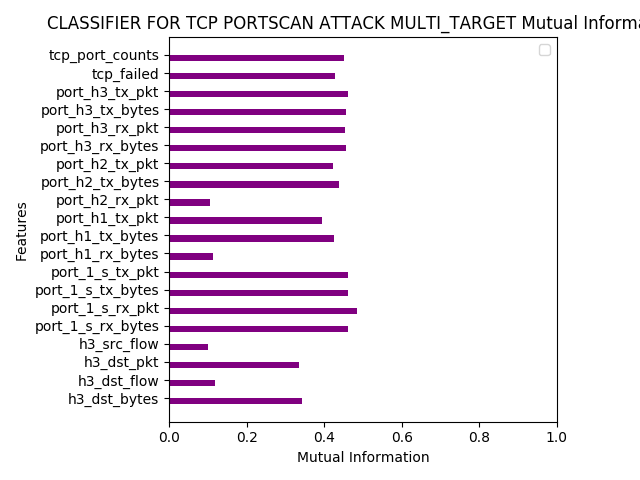 CLASSIFIER FOR TCP PORTSCAN ATTACK MULTI_TARGET Mutual Informa
tcp_port_counts
tcp_failed
port_h3_tx_pkt
port_h3_tx_bytes
port_h3_rx_pkt
port_h3_rx_bytes
port_h2_tx_pkt
port_h2_tx_bytes
port_h2_rx_pkt
port_h1_tx_pkt
port_h1_tx_bytes
port_h1_rx_bytes
port_1_s_tx_pkt
port_1_s_tx_bytes
port_1_s_rx_pkt
port_1_s_rx_bytes
h3_src_flow
h3_dst_pkt
h3_dst_flow
h3_dst_bytes
Features
0.0 0.2 0.4 0.6 0.8 1.0
Mutual Information